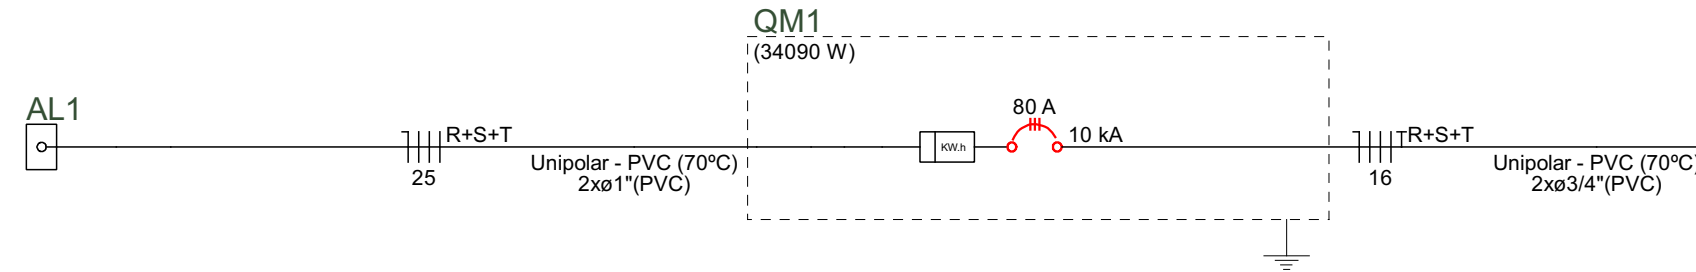 QM1
(34090 W)
AL1
80 A
R+S+T
10 kA
R+S+T
KW.h
Unipolar - PVC (70ºC)
25
2xø1"(PVC)
Unipolar - PVC (70ºC)
16
2xø3/4"(PVC)